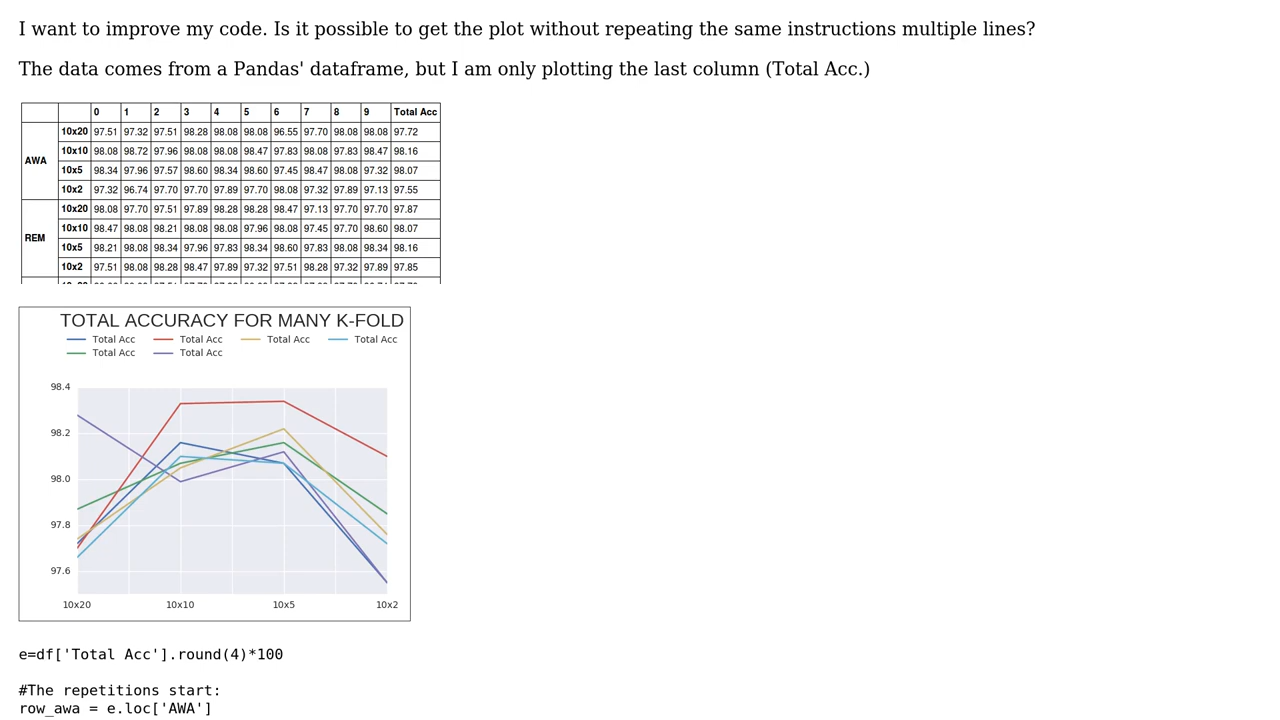 I want to improve my code. Is it possible to get the plot without repeating the same instructions multiple lines?
The data comes from a Pandas' dataframe, but I am only plotting the last column (Total Acc.)
0 1 2 3 4 5 6 7 8 9 Total Acc
10x20 97.51 97.32 97.51 98.28 98.08 98.08 96.55 97.70 98.08 98.08 97.72
10x10 98.08 98.72 97.96 98.08 98.08 98.47 97.83 98.08 97.83 98.47 98.16
AWA
10x5 98.34 97.96 97.57 98.60 98.34 98.60 97.45 98.47 98.08 97.32 98.07
10x2 97.32 96.74 97.70 97.70 97.89 97.70 98.08 97.32 97.89 97.13 97.55
10x20 98.08 97.70 97.51 97.89 98.28 98.28 98.47 97.13 97.70 97.70 97.87
10x10 98.47 98.08 98.21 98.08 98.08 97.96 98.08 97.45 97.70 98.60 98.07
REM
10x5 98.21 98.08 98.34 97.96 97.83 98.34 98.60 97.83 98.08 98.34 98.16
10x2 97.51 98.08 98.28 98.47 97.89 97.32 97.51 98.28 97.32 97.89 97.85
TOTAL ACCURACY FOR MANY K-FOLD
Total Acc Total Acc Total Acc Total Acc
Total Acc Total Acc
98.4
98.2
98.0
97.8
97.6
10x20 10x10 10x5 10x2
e=df['Total Acc'].round(4)*100
#The repetitions start:
row_awa = e.loc['AWA']